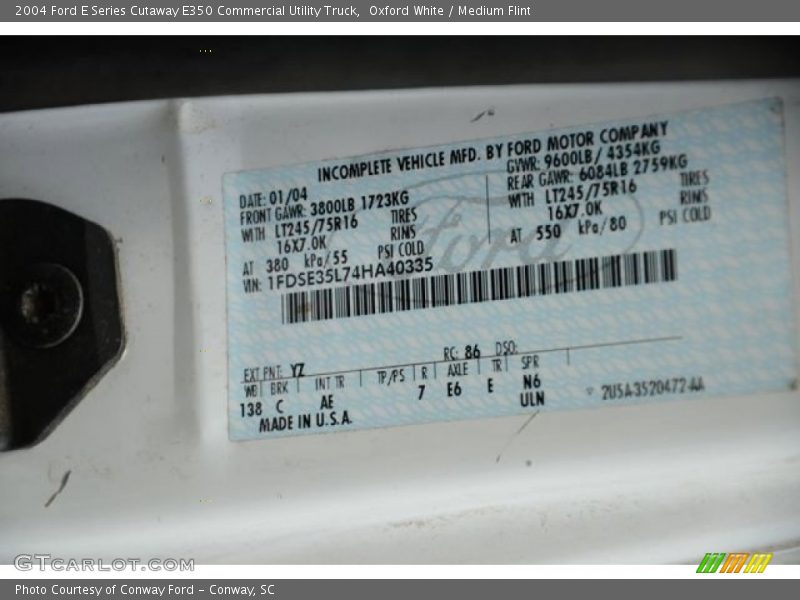 2004 Ford E Series Cutaway E350 Commercial Utility Truck, Oxford White / Medium Flint
INCOMPLETE VEHICLE MFD. BY FORD MOTOR COMPANY
DATE: 01/04 GVWR: 9600LB / 4354KG
FRONT GAWR: 3800LB 1723KG REAR GAWR: 6084LB 2759KG
WITH LT245/75R16 TIRES WITH LT245/75R16 TIRES
16X7.0K RIMS 16X7.0K RIMS
AT 380 kPa/55 PSI COLD AT 550 kPa/80 PSI COLD
VIN: 1FDSE35L74HA40335
Ford
EXT PNT: YZ RC: 86 DSO:
WB BRK INT TR TP/PS R AXLE TR SPR
138 C AE 7 E6 E N6
ULN
MADE IN U.S.A. 2U5A-3520472-AA
GTcarlot.com
Photo Courtesy of Conway Ford - Conway, SC